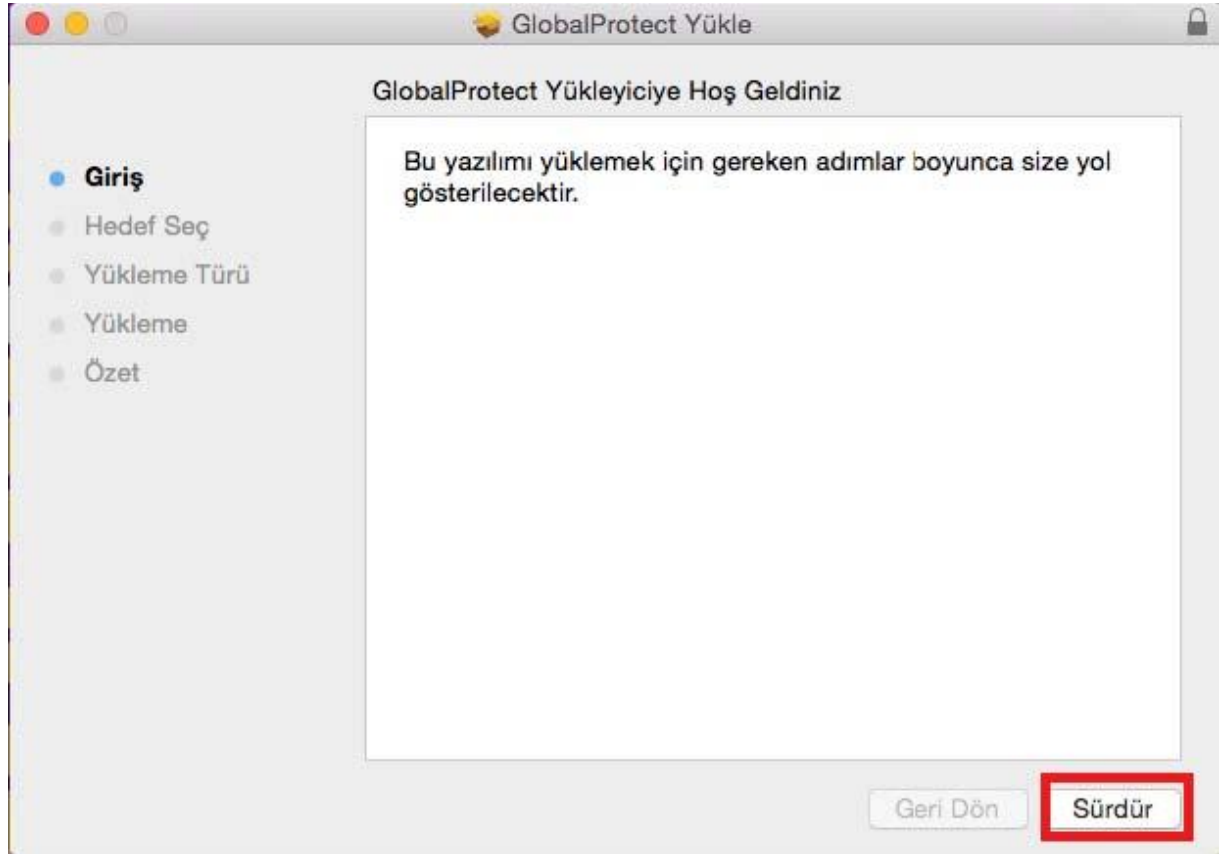 GlobalProtect Yükle
GlobalProtect Yükleyiciye Hoş Geldiniz
Giriş
Hedef Seç
Yükleme Türü
Yükleme
Özet
Bu yazılımı yüklemek için gereken adımlar boyunca size yol
gösterilecektir.
Geri Dön
Sürdür